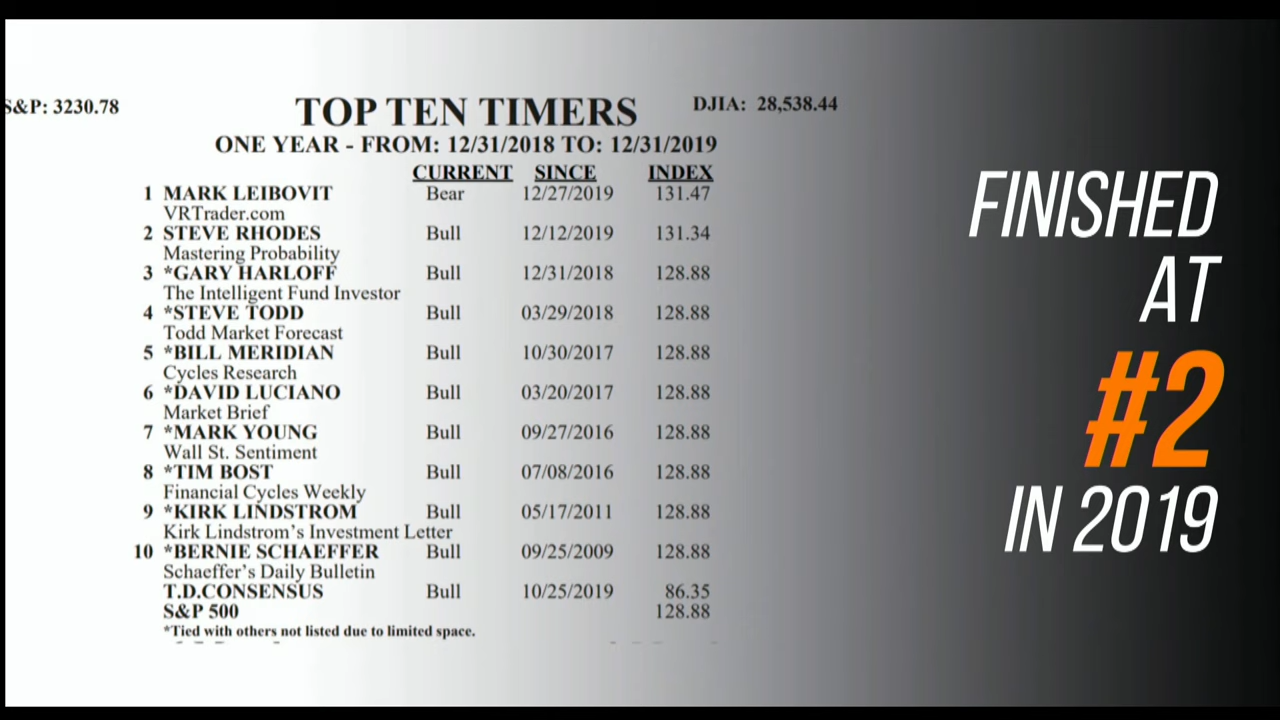 S&P: 3230.78
TOP TEN TIMERS
DJIA: 28,538.44
ONE YEAR - FROM: 12/31/2018 TO: 12/31/2019
CURRENT SINCE INDEX
1 MARK LEIBOVIT Bear 12/27/2019 131.47
VRTrader.com
2 STEVE RHODES Bull 12/12/2019 131.34
Mastering Probability
3 *GARY HARLOFF Bull 12/31/2018 128.88
The Intelligent Fund Investor
4 *STEVE TODD Bull 03/29/2018 128.88
Todd Market Forecast
5 *BILL MERIDIAN Bull 10/30/2017 128.88
Cycles Research
6 *DAVID LUCIANO Bull 03/20/2017 128.88
Market Brief
7 *MARK YOUNG Bull 09/27/2016 128.88
Wall St. Sentiment
8 *TIM BOST Bull 07/08/2016 128.88
Financial Cycles Weekly
9 *KIRK LINDSTROM Bull 05/17/2011 128.88
Kirk Lindstrom's Investment Letter
10 *BERNIE SCHAEFFER Bull 09/25/2009 128.88
Schaeffer's Daily Bulletin
T.D.CONSENSUS Bull 10/25/2019 86.35
S&P 500 128.88
*Tied with others not listed due to limited space.
FINISHED
AT
#2
IN 2019